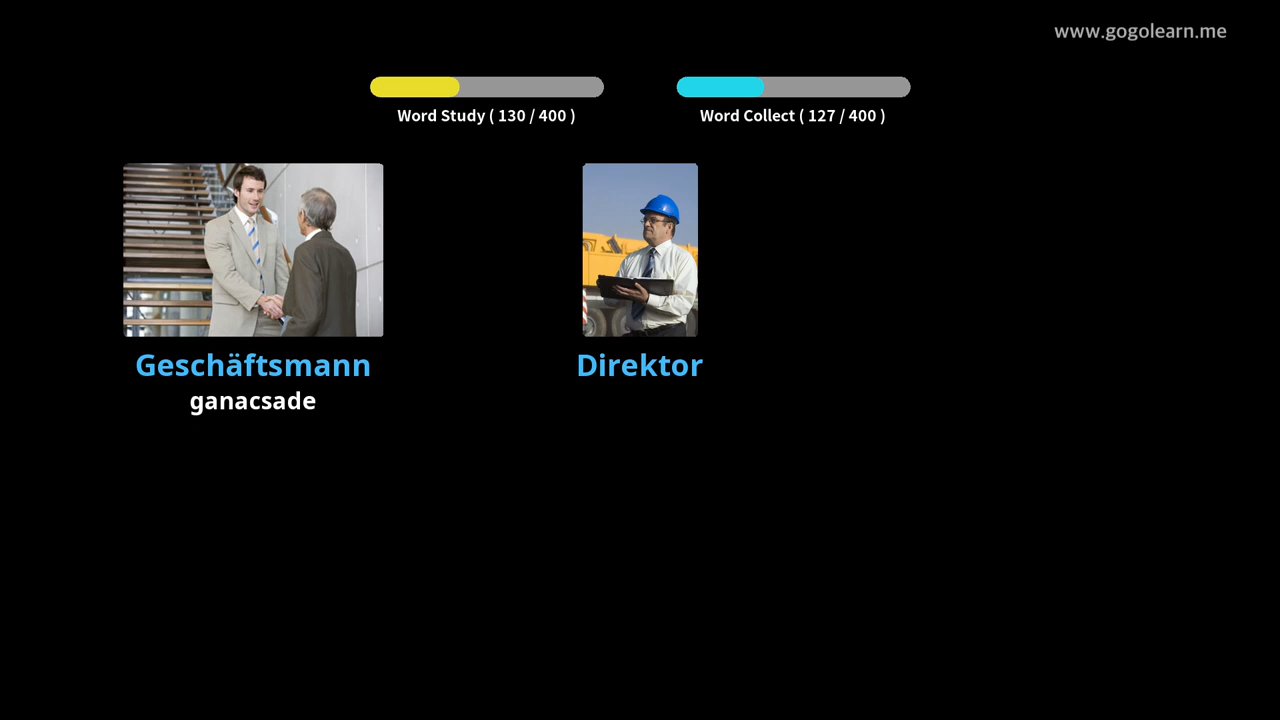 www.gogolearn.me
Word Study ( 130 / 400 )
Word Collect ( 127 / 400 )
Geschäftsmann
Direktor
ganacsade